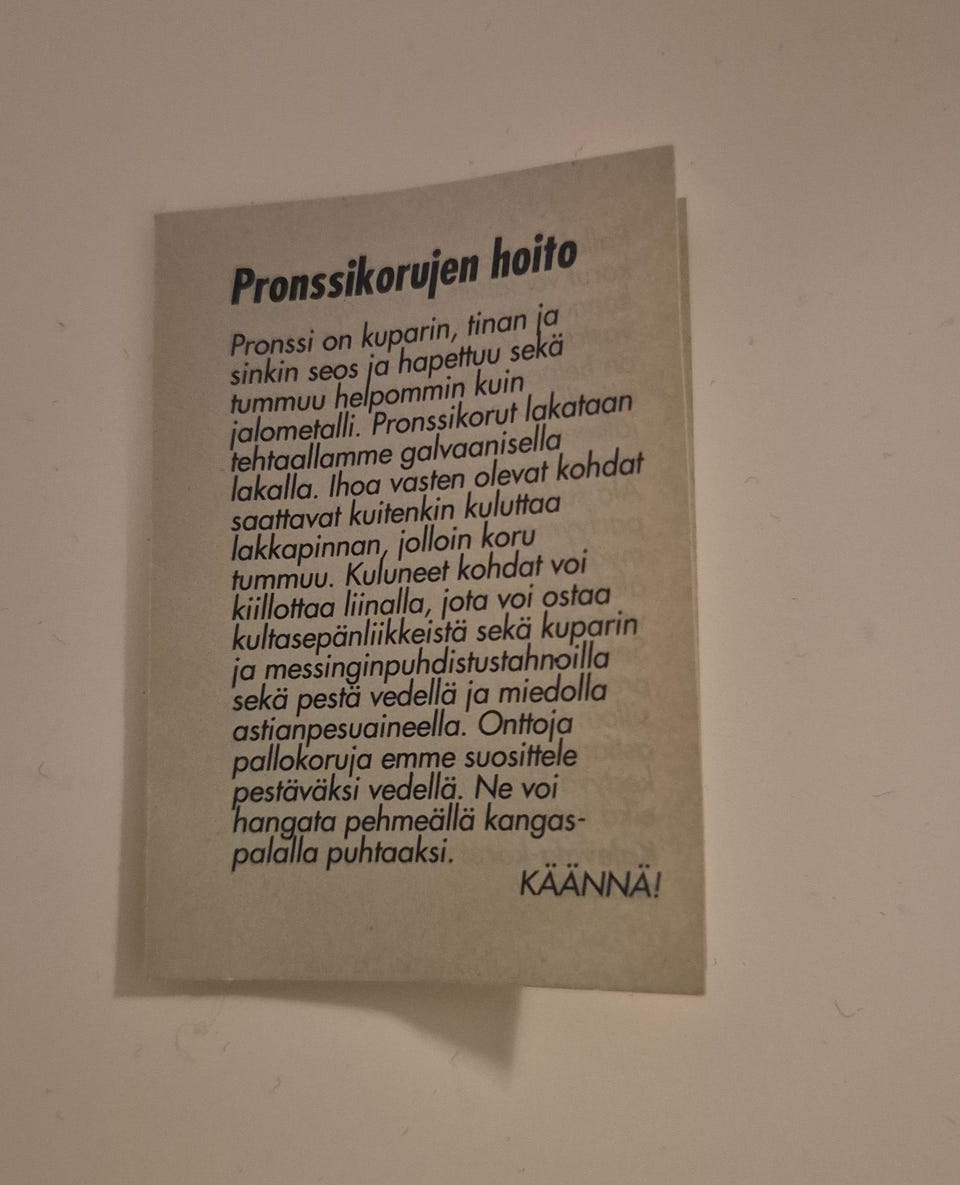 Pronssikorujen hoito
Pronssi on kuparin, tinan ja
sinkin seos ja hapettuu sekä
tummuu helpommin kuin
jalometalli. Pronssikorut lakataan
tehtaallamme galvaanisella
lakalla. Ihoa vasten olevat kohdat
saattavat kuitenkin kuluttaa
lakkapinnan, jolloin koru
tummuu. Kuluneet kohdat voi
kiillottaa liinalla, jota voi ostaa
kultasepänliikkeistä sekä kuparin
ja messinginpuhdistustahnoilla
sekä pestä vedellä ja miedolla
astianpesuaineella. Onttoja
pallokoruja emme suosittele
pestäväksi vedellä. Ne voi
hangata pehmeällä kangas-
palalla puhtaaksi.
KÄÄNNÄ!